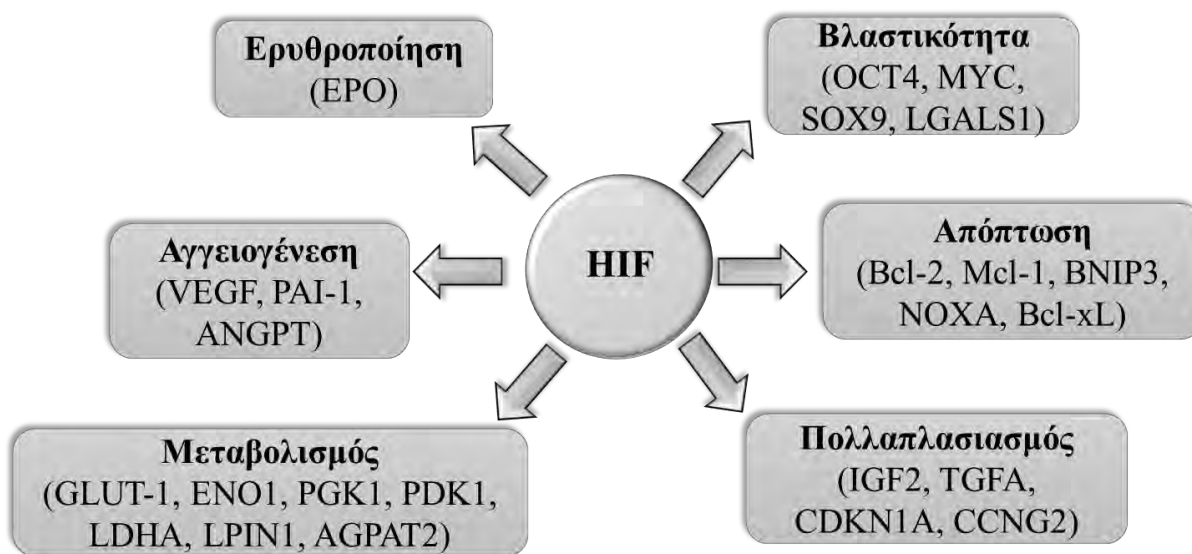 Ερυθροποίηση
(EPO)
Βλαστικότητα
(OCT4, MYC,
SOX9, LGALS1)
Αγγειογένεση
(VEGF, PAI-1,
ANGPT)
HIF
Απόπτωση
(Bcl-2, Mcl-1, BNIP3,
NOXA, Bcl-xL)
Μεταβολισμός
(GLUT-1, ENO1, PGK1, PDK1,
LDHA, LPIN1, AGPAT2)
Πολλαπλασιασμός
(IGF2, TGFA,
CDKN1A, CCNG2)